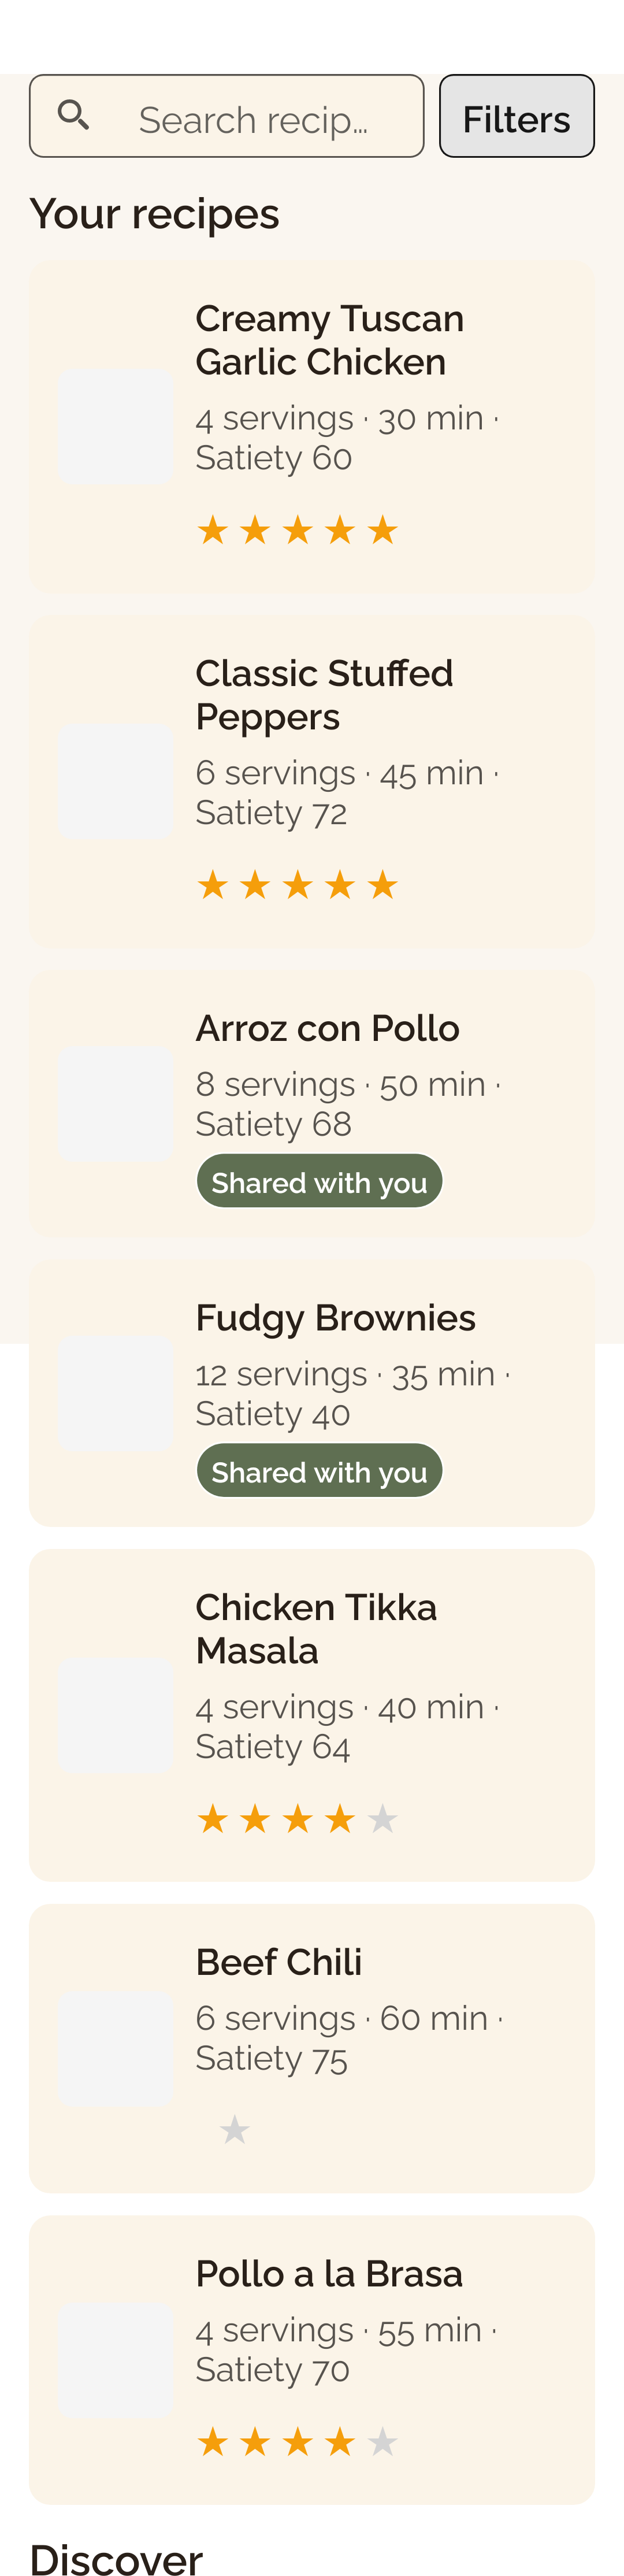 Search recip...
Filters
Your recipes
Creamy Tuscan
Garlic Chicken
4 servings · 30 min ·
Satiety 60
Classic Stuffed
Peppers
6 servings · 45 min ·
Satiety 72
Arroz con Pollo
8 servings · 50 min ·
Satiety 68
Shared with you
Fudgy Brownies
12 servings · 35 min ·
Satiety 40
Shared with you
Chicken Tikka
Masala
4 servings · 40 min ·
Satiety 64
Beef Chili
6 servings · 60 min ·
Satiety 75
Pollo a la Brasa
4 servings · 55 min ·
Satiety 70
Discover